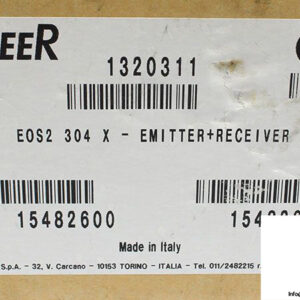 EER
1320311
EOS2 304 X - EMITTER+RECEIVER
15482600
Made in Italy
S.p.A. - 32, V. Carcano - 10153 TORINO - ITALIA - Tel. 011/2482215